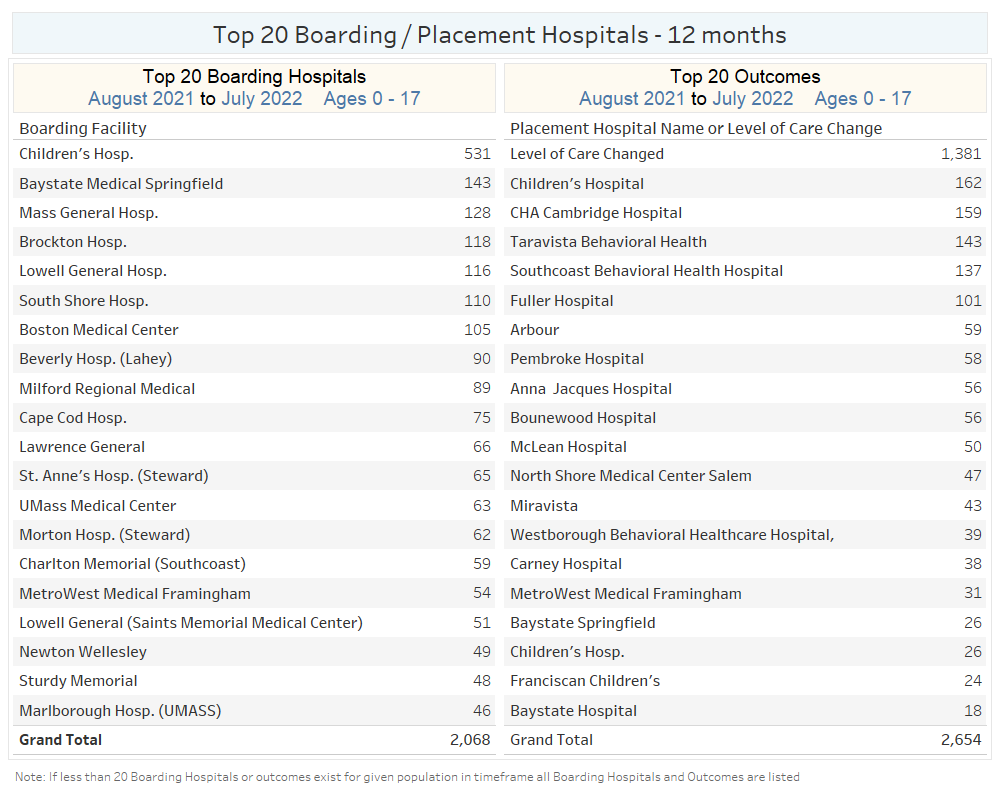 Top 20 Boarding / Placement Hospitals - 12 months
Top 20 Boarding Hospitals
August 2021 to July 2022 Ages 0 - 17
Boarding Facility
Children's Hosp. 531
Baystate Medical Springfield 143
Mass General Hosp. 128
Brockton Hosp. 118
Lowell General Hosp. 116
South Shore Hosp. 110
Boston Medical Center 105
Beverly Hosp. (Lahey) 90
Milford Regional Medical 89
Cape Cod Hosp. 75
Lawrence General 66
St. Anne's Hosp. (Steward) 65
UMass Medical Center 63
Morton Hosp. (Steward) 62
Charlton Memorial (Southcoast) 59
MetroWest Medical Framingham 54
Lowell General (Saints Memorial Medical Center) 51
Newton Wellesley 49
Sturdy Memorial 48
Marlborough Hosp. (UMASS) 46
Grand Total 2,068
Top 20 Outcomes
August 2021 to July 2022 Ages 0 - 17
Placement Hospital Name or Level of Care Change
Level of Care Changed 1,381
Children's Hospital 162
CHA Cambridge Hospital 159
Taravista Behavioral Health 143
Southcoast Behavioral Health Hospital 137
Fuller Hospital 101
Arbour 59
Pembroke Hospital 58
Anna  Jacques Hospital 56
Bounewood Hospital 56
McLean Hospital 50
North Shore Medical Center Salem 47
Miravista 43
Westborough Behavioral Healthcare Hospital, 39
Carney Hospital 38
MetroWest Medical Framingham 31
Baystate Springfield 26
Children's Hosp. 26
Franciscan Children's 24
Baystate Hospital 18
Grand Total 2,654
Note: If less than 20 Boarding Hospitals or outcomes exist for given population in timeframe all Boarding Hospitals and Outcomes are listed